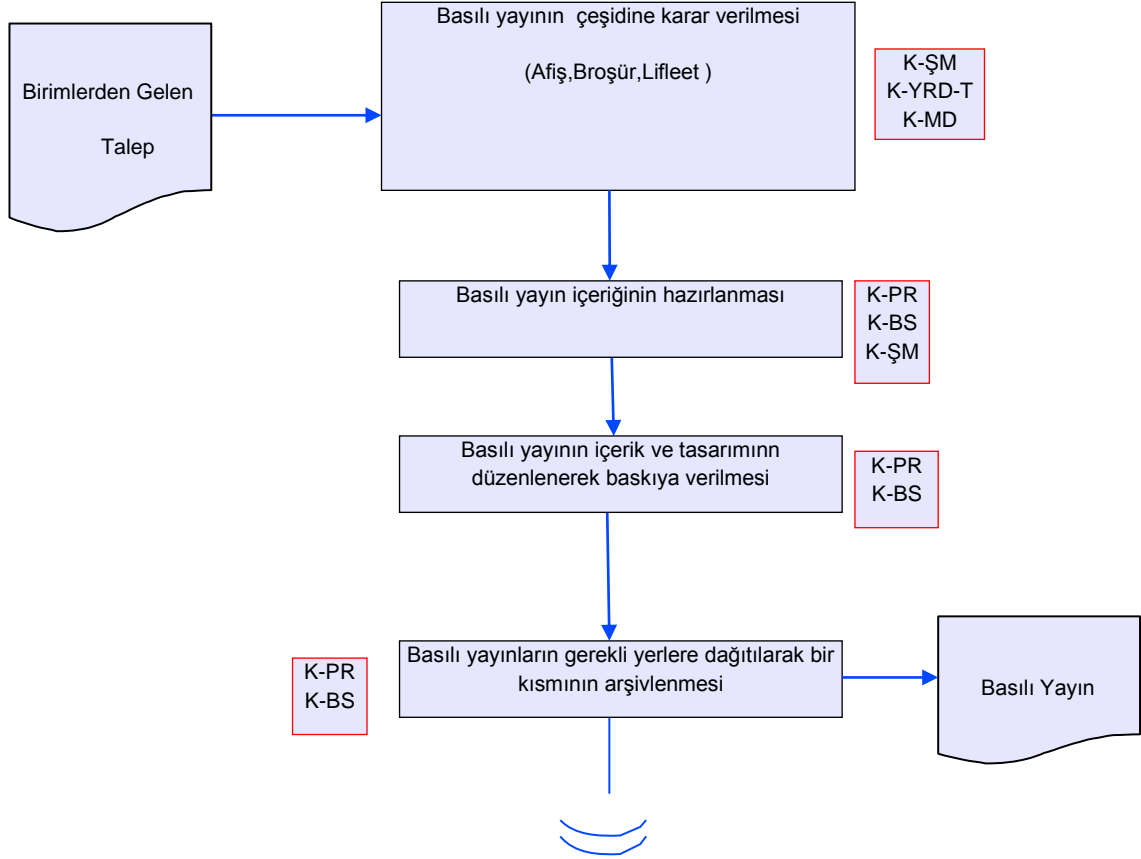 Birimlerden Gelen
Talep
Basılı yayının çeşidine karar verilmesi
(Afiş,Broşür,Lifleet )
K-ŞM
K-YRD-T
K-MD
Basılı yayın içeriğinin hazırlanması
K-PR
K-BS
K-ŞM
Basılı yayının içerik ve tasarımınn
düzenlenerek baskıya verilmesi
K-PR
K-BS
K-PR
K-BS
Basılı yayınların gerekli yerlere dağıtılarak bir
kısmının arşivlenmesi
Basılı Yayın